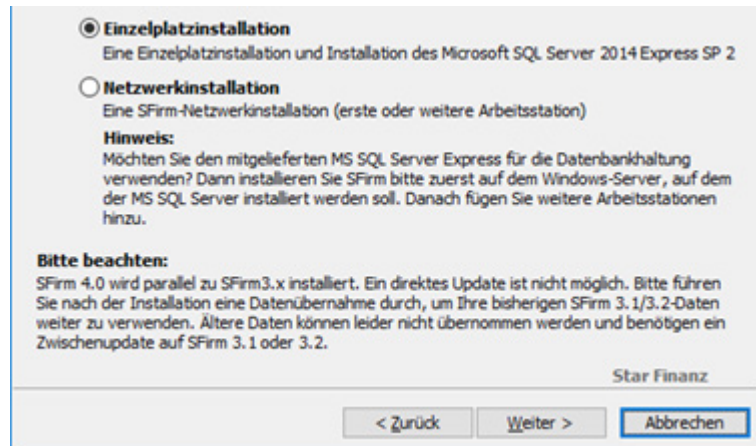 Einzelplatzinstallation
Eine Einzelplatzinstallation und Installation des Microsoft SQL Server 2014 Express SP 2
Netzwerkinstallation
Eine SFirm-Netzwerkinstallation (erste oder weitere Arbeitsstation)
Hinweis:
Möchten Sie den mitgelieferten MS SQL Server Express für die Datenbankhaltung
verwenden? Dann installieren Sie SFirm bitte zuerst auf dem Windows-Server, auf dem
der MS SQL Server installiert werden soll. Danach fügen Sie weitere Arbeitsstationen
hinzu.
Bitte beachten:
SFirm 4.0 wird parallel zu SFirm3.x installiert. Ein direktes Update ist nicht möglich. Bitte führen
Sie nach der Installation eine Datenübernahme durch, um Ihre bisherigen SFirm 3.1/3.2-Daten
weiter zu verwenden. Ältere Daten können leider nicht übernommen werden und benötigen ein
Zwischenupdate auf SFirm 3.1 oder 3.2.
Star Finanz
< Zurück Weiter > Abbrechen